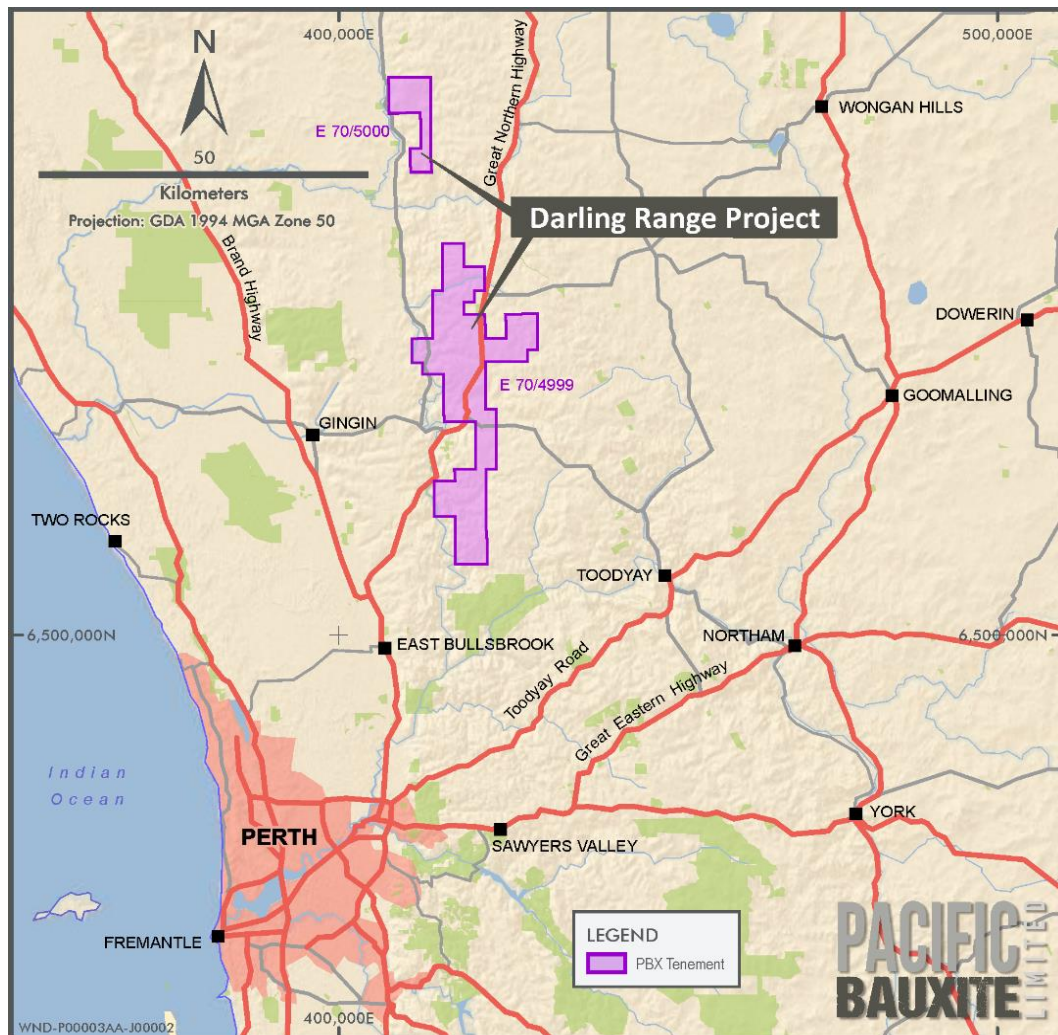 400,000E
500,000E
N
Great Northern Highway
WONGAN HILLS
E 70/5000
50
Kilometers
Projection: GDA 1994 MGA Zone 50
Darling Range Project
Brand Highway
DOWERIN
E 70/4999
GOOMALLING
GINGIN
TWO ROCKS
TOODYAY
6,500,000N
EAST BULLSBROOK
NORTHAM
6,500,000N
Toodyay Road
Great Eastern Highway
Indian
Ocean
PERTH
YORK
SAWYERS VALLEY
FREMANTLE
LEGEND
PBX Tenement
PACIFIC
BAUXITE
LIMITED
WND-P00003AA-J00002
400,000E